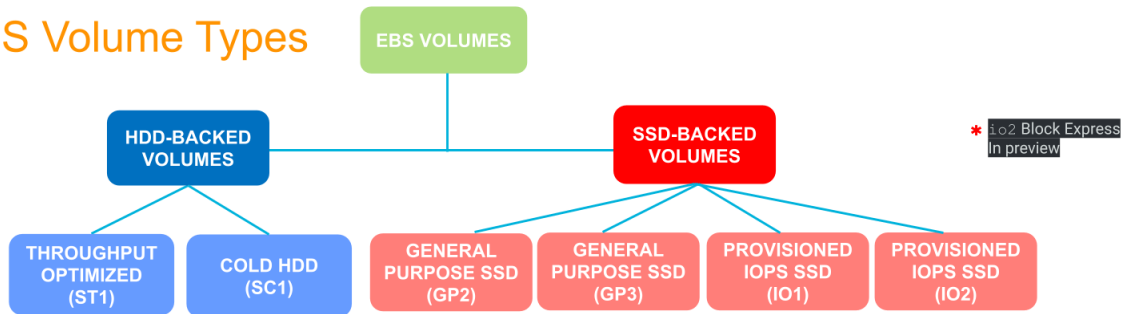 S Volume Types
EBS VOLUMES
HDD-BACKED
VOLUMES
SSD-BACKED
VOLUMES
* io2 Block Express
In preview
THROUGHPUT
OPTIMIZED
(ST1)
COLD HDD
(SC1)
GENERAL
PURPOSE SSD
(GP2)
GENERAL
PURPOSE SSD
(GP3)
PROVISIONED
IOPS SSD
(IO1)
PROVISIONED
IOPS SSD
(IO2)